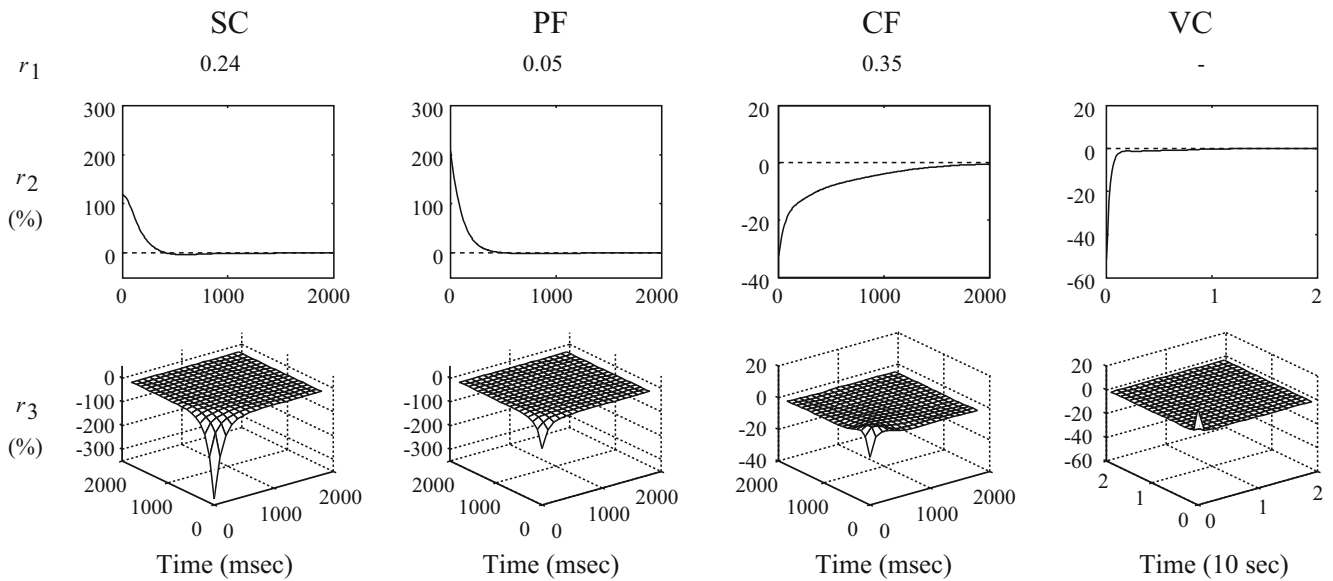 SC PF CF VC
r1 0.24 0.05 0.35 -
300 300 20 20
200 200 0 0
r2 100 100 -20 -20
(%) 0 0 -40 -40
-60
0 1000 2000 0 1000 2000 0 1000 2000 0 1 2
r3 0 0 20 20
(%) -100 -100 0 0
-200 -200 -20 -20
-300 -300 -40 -40
-60
2000 1000 0 0 1000 2000 2000 1000 0 0 1000 2000 2000 1000 0 0 1000 2000 2 1 0 0 1 2
Time (msec) Time (msec) Time (msec) Time (10 sec)